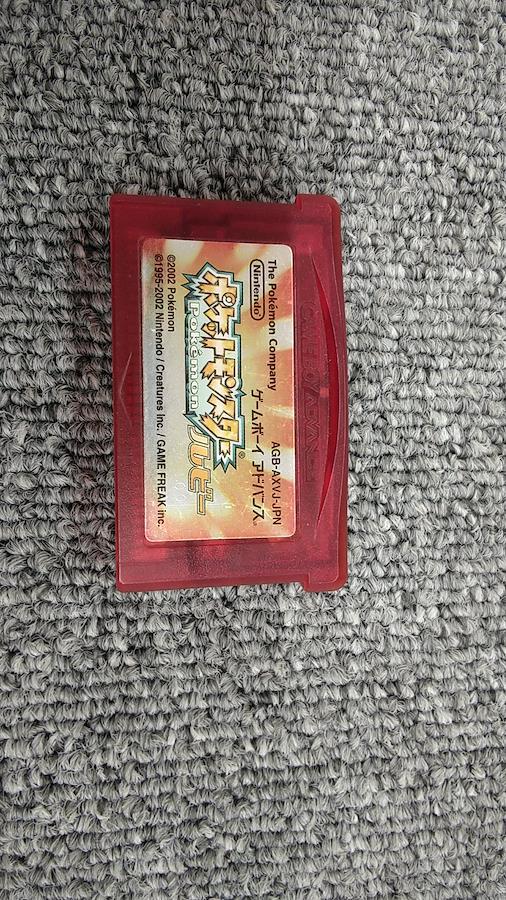 GAME BOY ADVANCE
The Pokémon Company
AGB-AXVJ-JPN
Nintendo
ゲームボーイ アドバンス®
ポケットモンスター®
Pokémon
ルビー
©2002 Pokémon
©1995-2002 Nintendo / Creatures inc. / GAME FREAK inc.